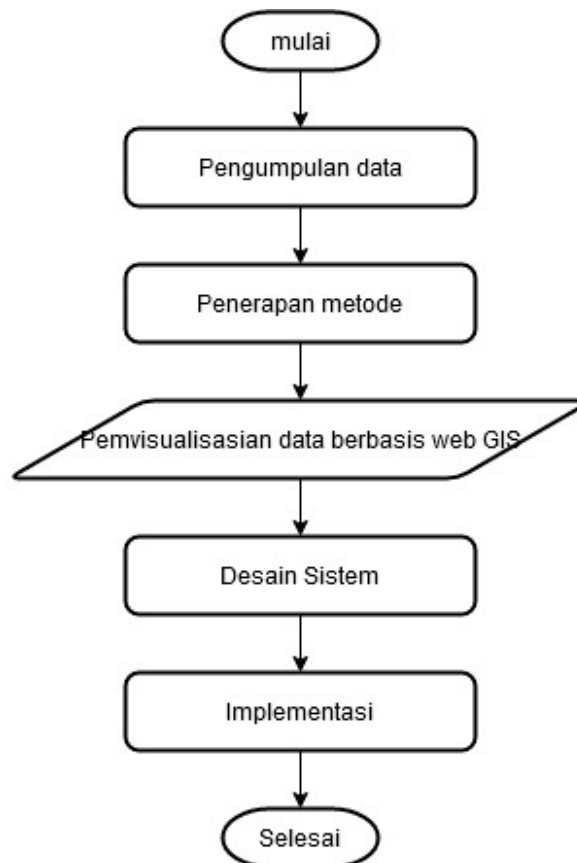 mulai
Pengumpulan data
Penerapan metode
Pemvisualisasian data berbasis web GIS
Desain Sistem
Implementasi
Selesai